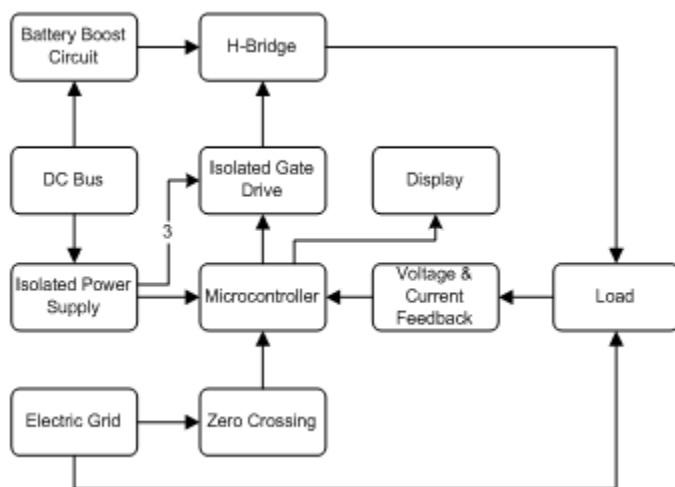 Battery Boost
Circuit
H-Bridge
DC Bus
Isolated Gate
Drive
Display
3
Isolated Power
Supply
Microcontroller
Voltage &
Current
Feedback
Load
Electric Grid
Zero Crossing